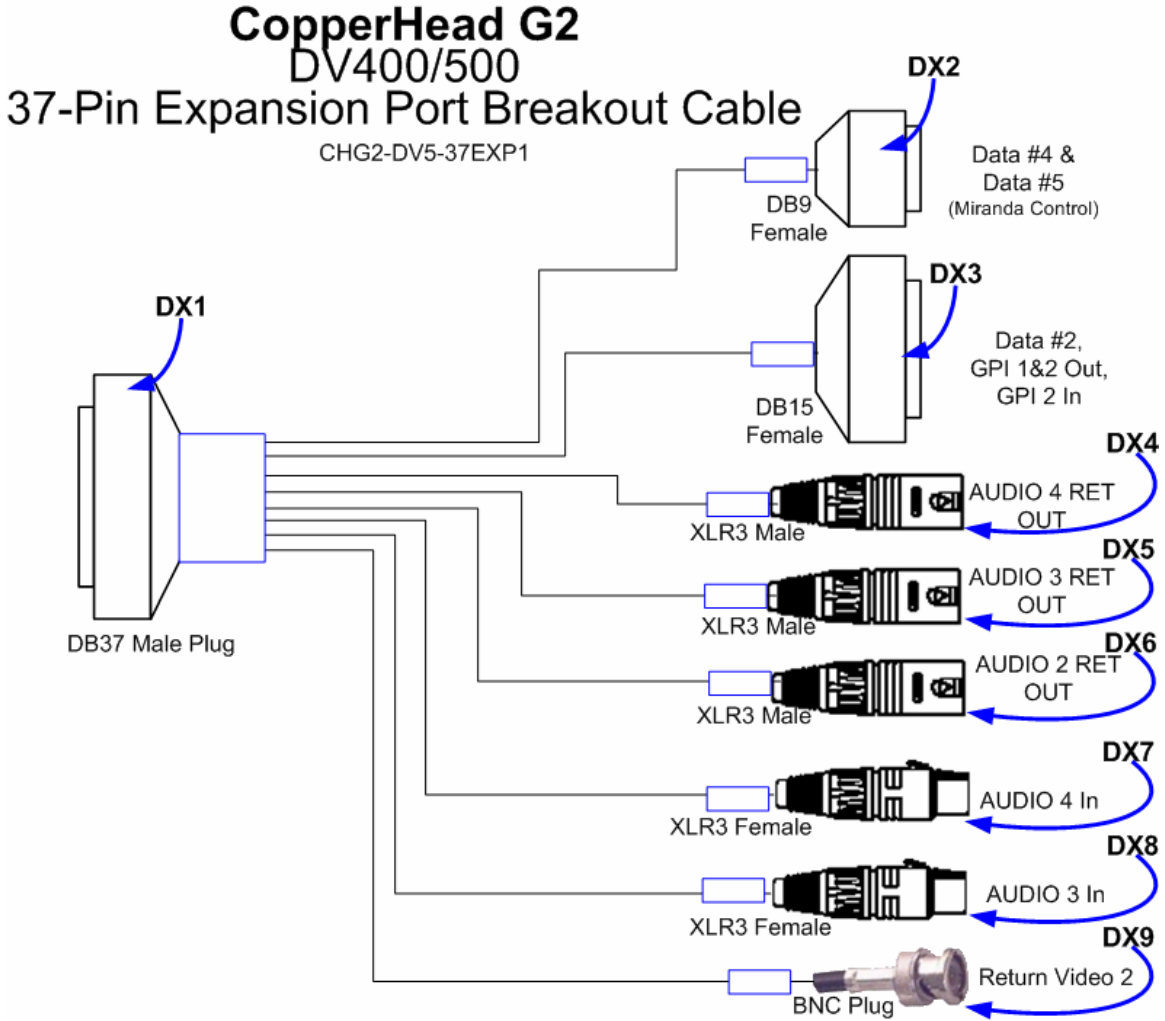 CopperHead G2
DV400/500
37-Pin Expansion Port Breakout Cable
CHG2-DV5-37EXP1
DX2
Data #4 &
Data #5
(Miranda Control)
DB9
Female
DX3
Data #2,
GPI 1&2 Out,
GPI 2 In
DB15
Female
DX1
DB37 Male Plug
DX4
AUDIO 4 RET
OUT
XLR3 Male
DX5
AUDIO 3 RET
OUT
XLR3 Male
DX6
AUDIO 2 RET
OUT
XLR3 Male
DX7
AUDIO 4 In
XLR3 Female
DX8
AUDIO 3 In
XLR3 Female
DX9
Return Video 2
BNC Plug